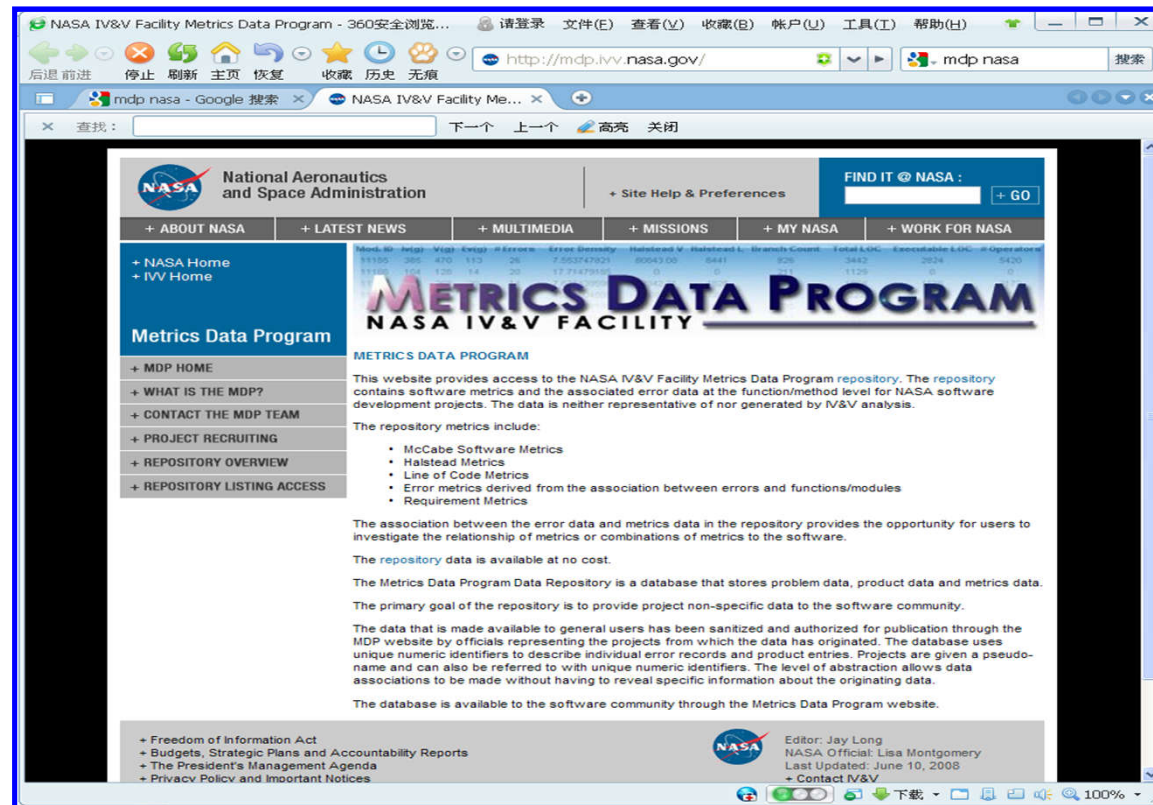 NASA IV&V Facility Metrics Data Program - 360安全浏览... 请登录 文件(E) 查看(V) 收藏(B) 帐户(U) 工具(T) 帮助(H)
后退 前进 停止 刷新 主页 恢复 收藏 历史 无痕 http://mdp.ivv.nasa.gov/ mdp nasa 搜索
mdp nasa - Google 搜索 NASA IV&V Facility Me...
查找: 下一个 上一个 高亮 关闭
NASA National Aeronautics
and Space Administration
+ Site Help & Preferences
FIND IT @ NASA :
+ GO
+ ABOUT NASA + LATEST NEWS + MULTIMEDIA + MISSIONS + MY NASA + WORK FOR NASA
+ NASA Home
+ IVV Home
Metrics Data Program
+ MDP HOME
+ WHAT IS THE MDP?
+ CONTACT THE MDP TEAM
+ PROJECT RECRUITING
+ REPOSITORY OVERVIEW
+ REPOSITORY LISTING ACCESS
Mod. ID Iv(g) V(g) Ev(g) # Errors Error Density Halstead V Halstead L Branch Count Total LOC Executable LOC # Operators
METRICS DATA PROGRAM
NASA IV&V FACILITY
METRICS DATA PROGRAM
This website provides access to the NASA IV&V Facility Metrics Data Program repository. The repository
contains software metrics and the associated error data at the function/method level for NASA software
development projects. The data is neither representative of nor generated by IV&V analysis.
The repository metrics include:
• McCabe Software Metrics
• Halstead Metrics
• Line of Code Metrics
• Error metrics derived from the association between errors and functions/modules
• Requirement Metrics
The association between the error data and metrics data in the repository provides the opportunity for users to
investigate the relationship of metrics or combinations of metrics to the software.
The repository data is available at no cost.
The Metrics Data Program Data Repository is a database that stores problem data, product data and metrics data.
The primary goal of the repository is to provide project non-specific data to the software community.
The data that is made available to general users has been sanitized and authorized for publication through the
MDP website by officials representing the projects from which the data has originated. The database uses
unique numeric identifiers to describe individual error records and product entries. Projects are given a pseudo-
name and can also be referred to with unique numeric identifiers. The level of abstraction allows data
associations to be made without having to reveal specific information about the originating data.
The database is available to the software community through the Metrics Data Program website.
+ Freedom of Information Act
+ Budgets, Strategic Plans and Accountability Reports
+ The President's Management Agenda
+ Privacy Policy and Important Notices
NASA
Editor: Jay Long
NASA Official: Lisa Montgomery
Last Updated: June 10, 2008
+ Contact IV&V
下载 100%